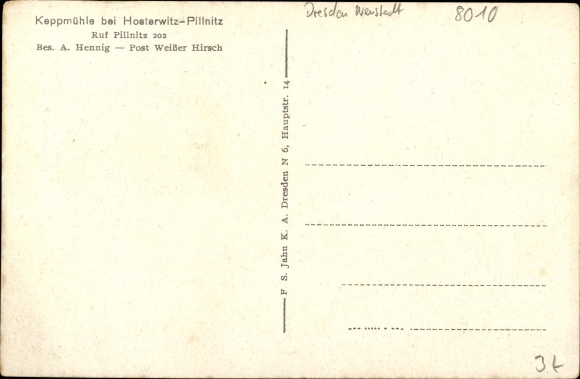 Keppmühle bei Hosterwitz-Pillnitz
Ruf Pillnitz 202
Bes. A. Hennig — Post Weißer Hirsch
Dresden Neustadt 8010
F. S. Jahn K. A. Dresden N 6, Hauptstr. 14